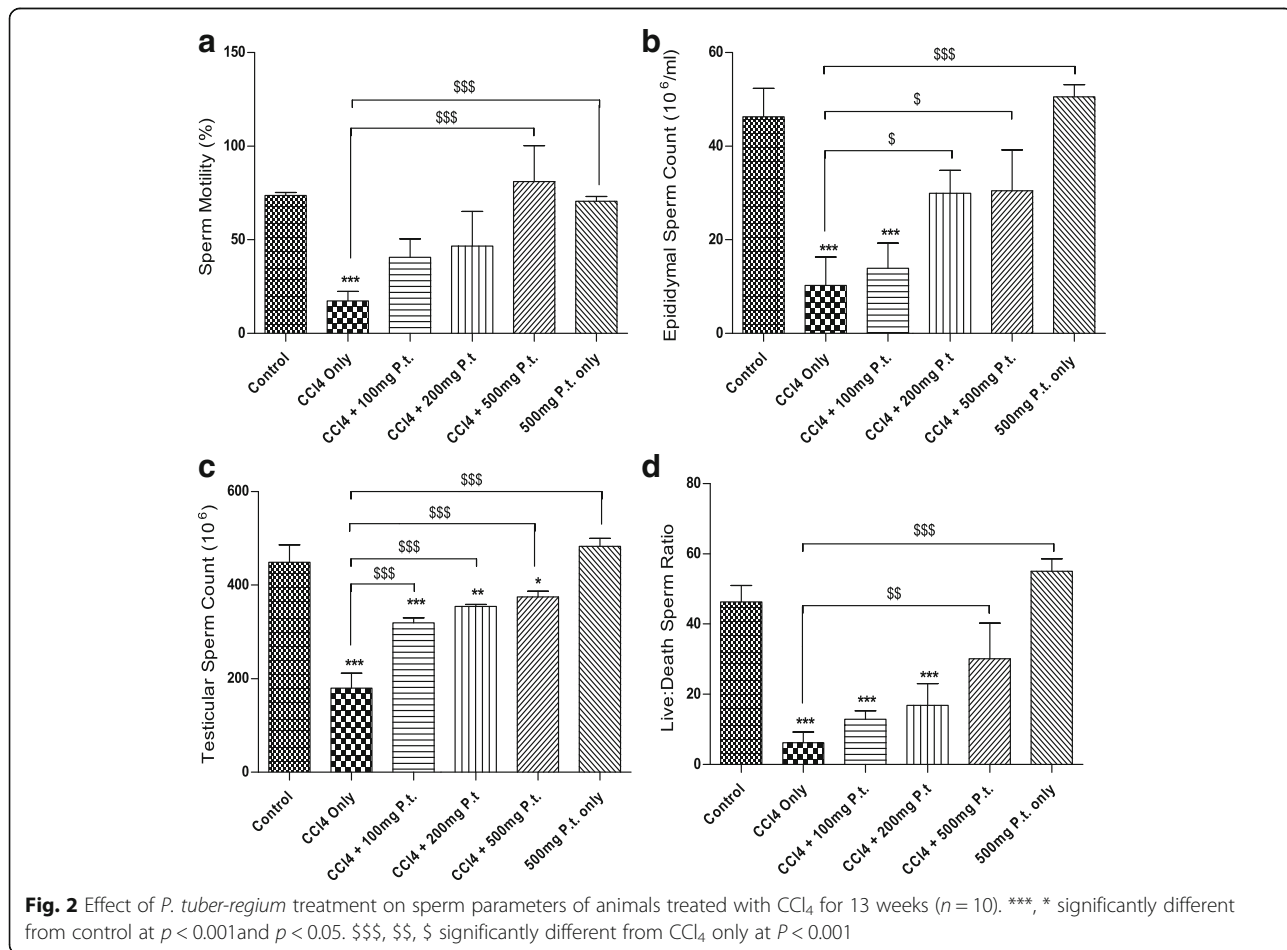 a
150
100
50
0
Sperm Motility (%)
$$$
$$$
***
Control
CCl4 Only
CCl4 + 100mg P.t.
CCl4 + 200mg P.t
CCl4 + 500mg P.t.
500mg P.t. only
b
60
40
20
0
Epididymal Sperm Count (10⁶/ml)
$$$
$
$
***
***
Control
CCl4 Only
CCl4 + 100mg P.t.
CCl4 + 200mg P.t
CCl4 + 500mg P.t.
500mg P.t. only
c
600
400
200
0
Testicular Sperm Count (10⁶)
$$$
$$$
$$$
$$$
***
***
**
*
Control
CCl4 Only
CCl4 + 100mg P.t.
CCl4 + 200mg P.t
CCl4 + 500mg P.t.
500mg P.t. only
d
80
60
40
20
0
Live:Death Sperm Ratio
$$$
$$
***
***
***
Control
CCl4 Only
CCl4 + 100mg P.t.
CCl4 + 200mg P.t
CCl4 + 500mg P.t.
500mg P.t. only
Fig. 2 Effect of P. tuber-regium treatment on sperm parameters of animals treated with CCl₄ for 13 weeks (n = 10). ***, * significantly different
from control at p < 0.001and p < 0.05. $$$, $$, $ significantly different from CCl₄ only at P < 0.001